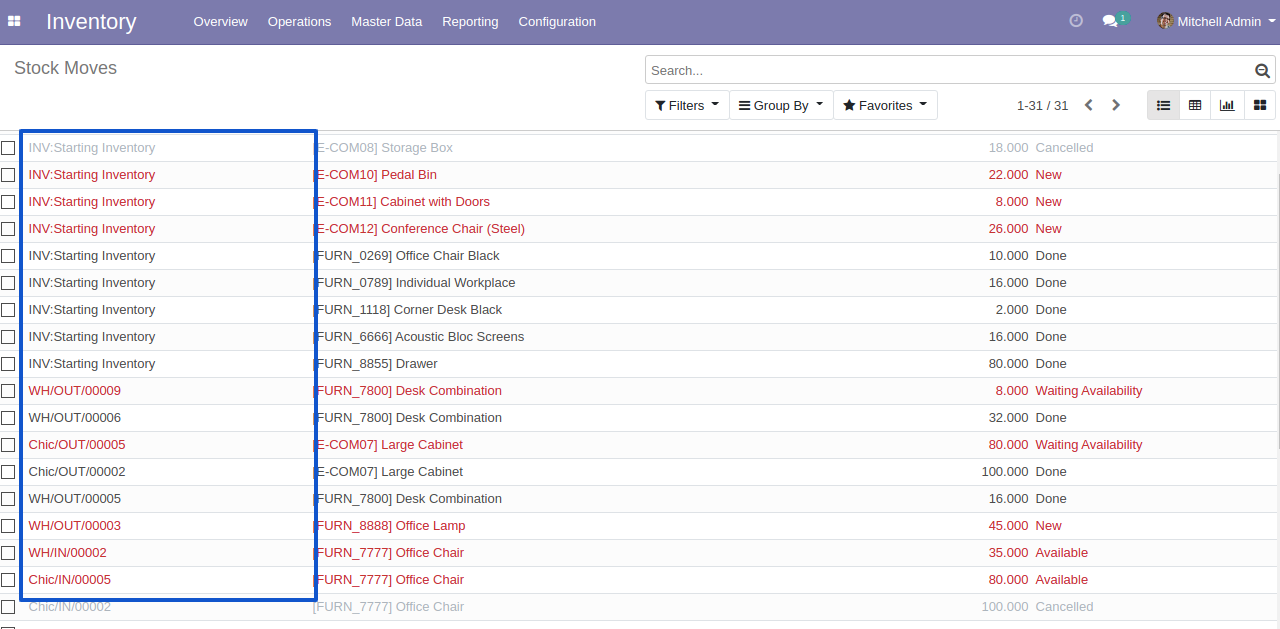 Inventory Overview Operations Master Data Reporting Configuration 1 Mitchell Admin
Stock Moves Search...
Filters Group By Favorites 1-31 / 31
INV:Starting Inventory [E-COM08] Storage Box 18.000 Cancelled
INV:Starting Inventory [E-COM10] Pedal Bin 22.000 New
INV:Starting Inventory [E-COM11] Cabinet with Doors 8.000 New
INV:Starting Inventory [E-COM12] Conference Chair (Steel) 26.000 New
INV:Starting Inventory [FURN_0269] Office Chair Black 10.000 Done
INV:Starting Inventory [FURN_0789] Individual Workplace 16.000 Done
INV:Starting Inventory [FURN_1118] Corner Desk Black 2.000 Done
INV:Starting Inventory [FURN_6666] Acoustic Bloc Screens 16.000 Done
INV:Starting Inventory [FURN_8855] Drawer 80.000 Done
WH/OUT/00009 [FURN_7800] Desk Combination 8.000 Waiting Availability
WH/OUT/00006 [FURN_7800] Desk Combination 32.000 Done
Chic/OUT/00005 [E-COM07] Large Cabinet 80.000 Waiting Availability
Chic/OUT/00002 [E-COM07] Large Cabinet 100.000 Done
WH/OUT/00005 [FURN_7800] Desk Combination 16.000 Done
WH/OUT/00003 [FURN_8888] Office Lamp 45.000 New
WH/IN/00002 [FURN_7777] Office Chair 35.000 Available
Chic/IN/00005 [FURN_7777] Office Chair 80.000 Available
Chic/IN/00002 [FURN_7777] Office Chair 100.000 Cancelled